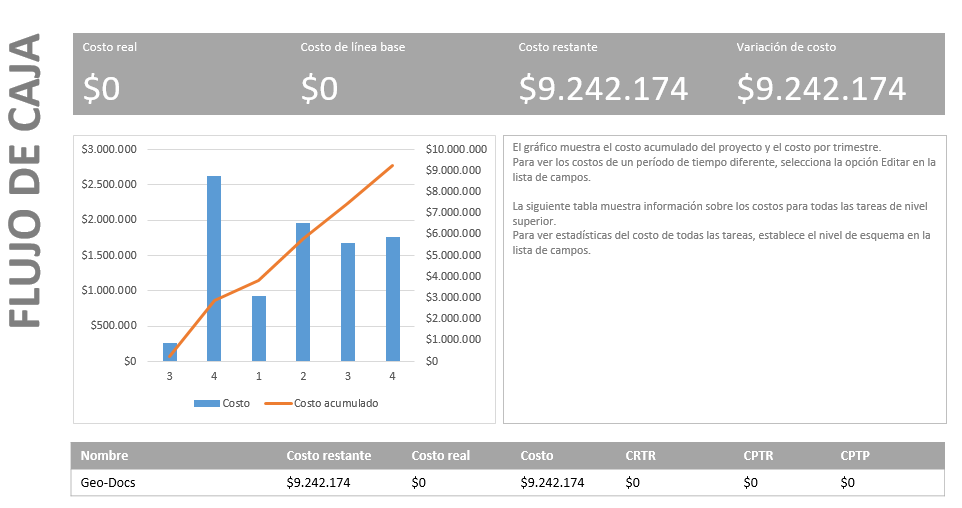 FLUJO DE CAJA
Costo real
Costo de línea base
Costo restante
Variación de costo
$0
$0
$9.242.174
$9.242.174
$3.000.000
$2.500.000
$2.000.000
$1.500.000
$1.000.000
$500.000
$0
$10.000.000
$9.000.000
$8.000.000
$7.000.000
$6.000.000
$5.000.000
$4.000.000
$3.000.000
$2.000.000
$1.000.000
$0
3 4 1 2 3 4
Costo Costo acumulado
El gráfico muestra el costo acumulado del proyecto y el costo por trimestre.
Para ver los costos de un período de tiempo diferente, selecciona la opción Editar en la
lista de campos.
La siguiente tabla muestra información sobre los costos para todas las tareas de nivel
superior.
Para ver estadísticas del costo de todas las tareas, establece el nivel de esquema en la
lista de campos.
Nombre Costo restante Costo real Costo CRTR CPTR CPTP
Geo-Docs $9.242.174 $0 $9.242.174 $0 $0 $0